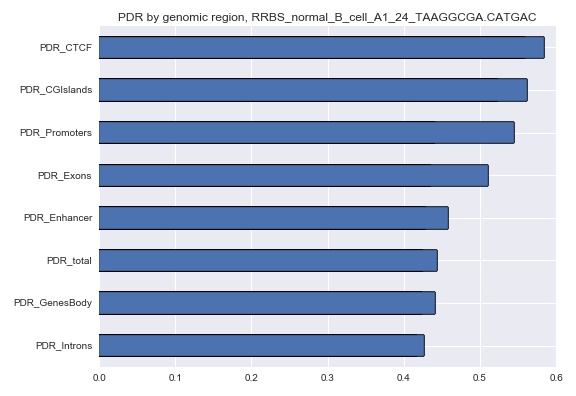 PDR by genomic region, RRBS_normal_B_cell_A1_24_TAAGGCGA.CATGAC
PDR_CTCF
PDR_CGIslands
PDR_Promoters
PDR_Exons
PDR_Enhancer
PDR_total
PDR_GenesBody
PDR_Introns
0.0 0.1 0.2 0.3 0.4 0.5 0.6